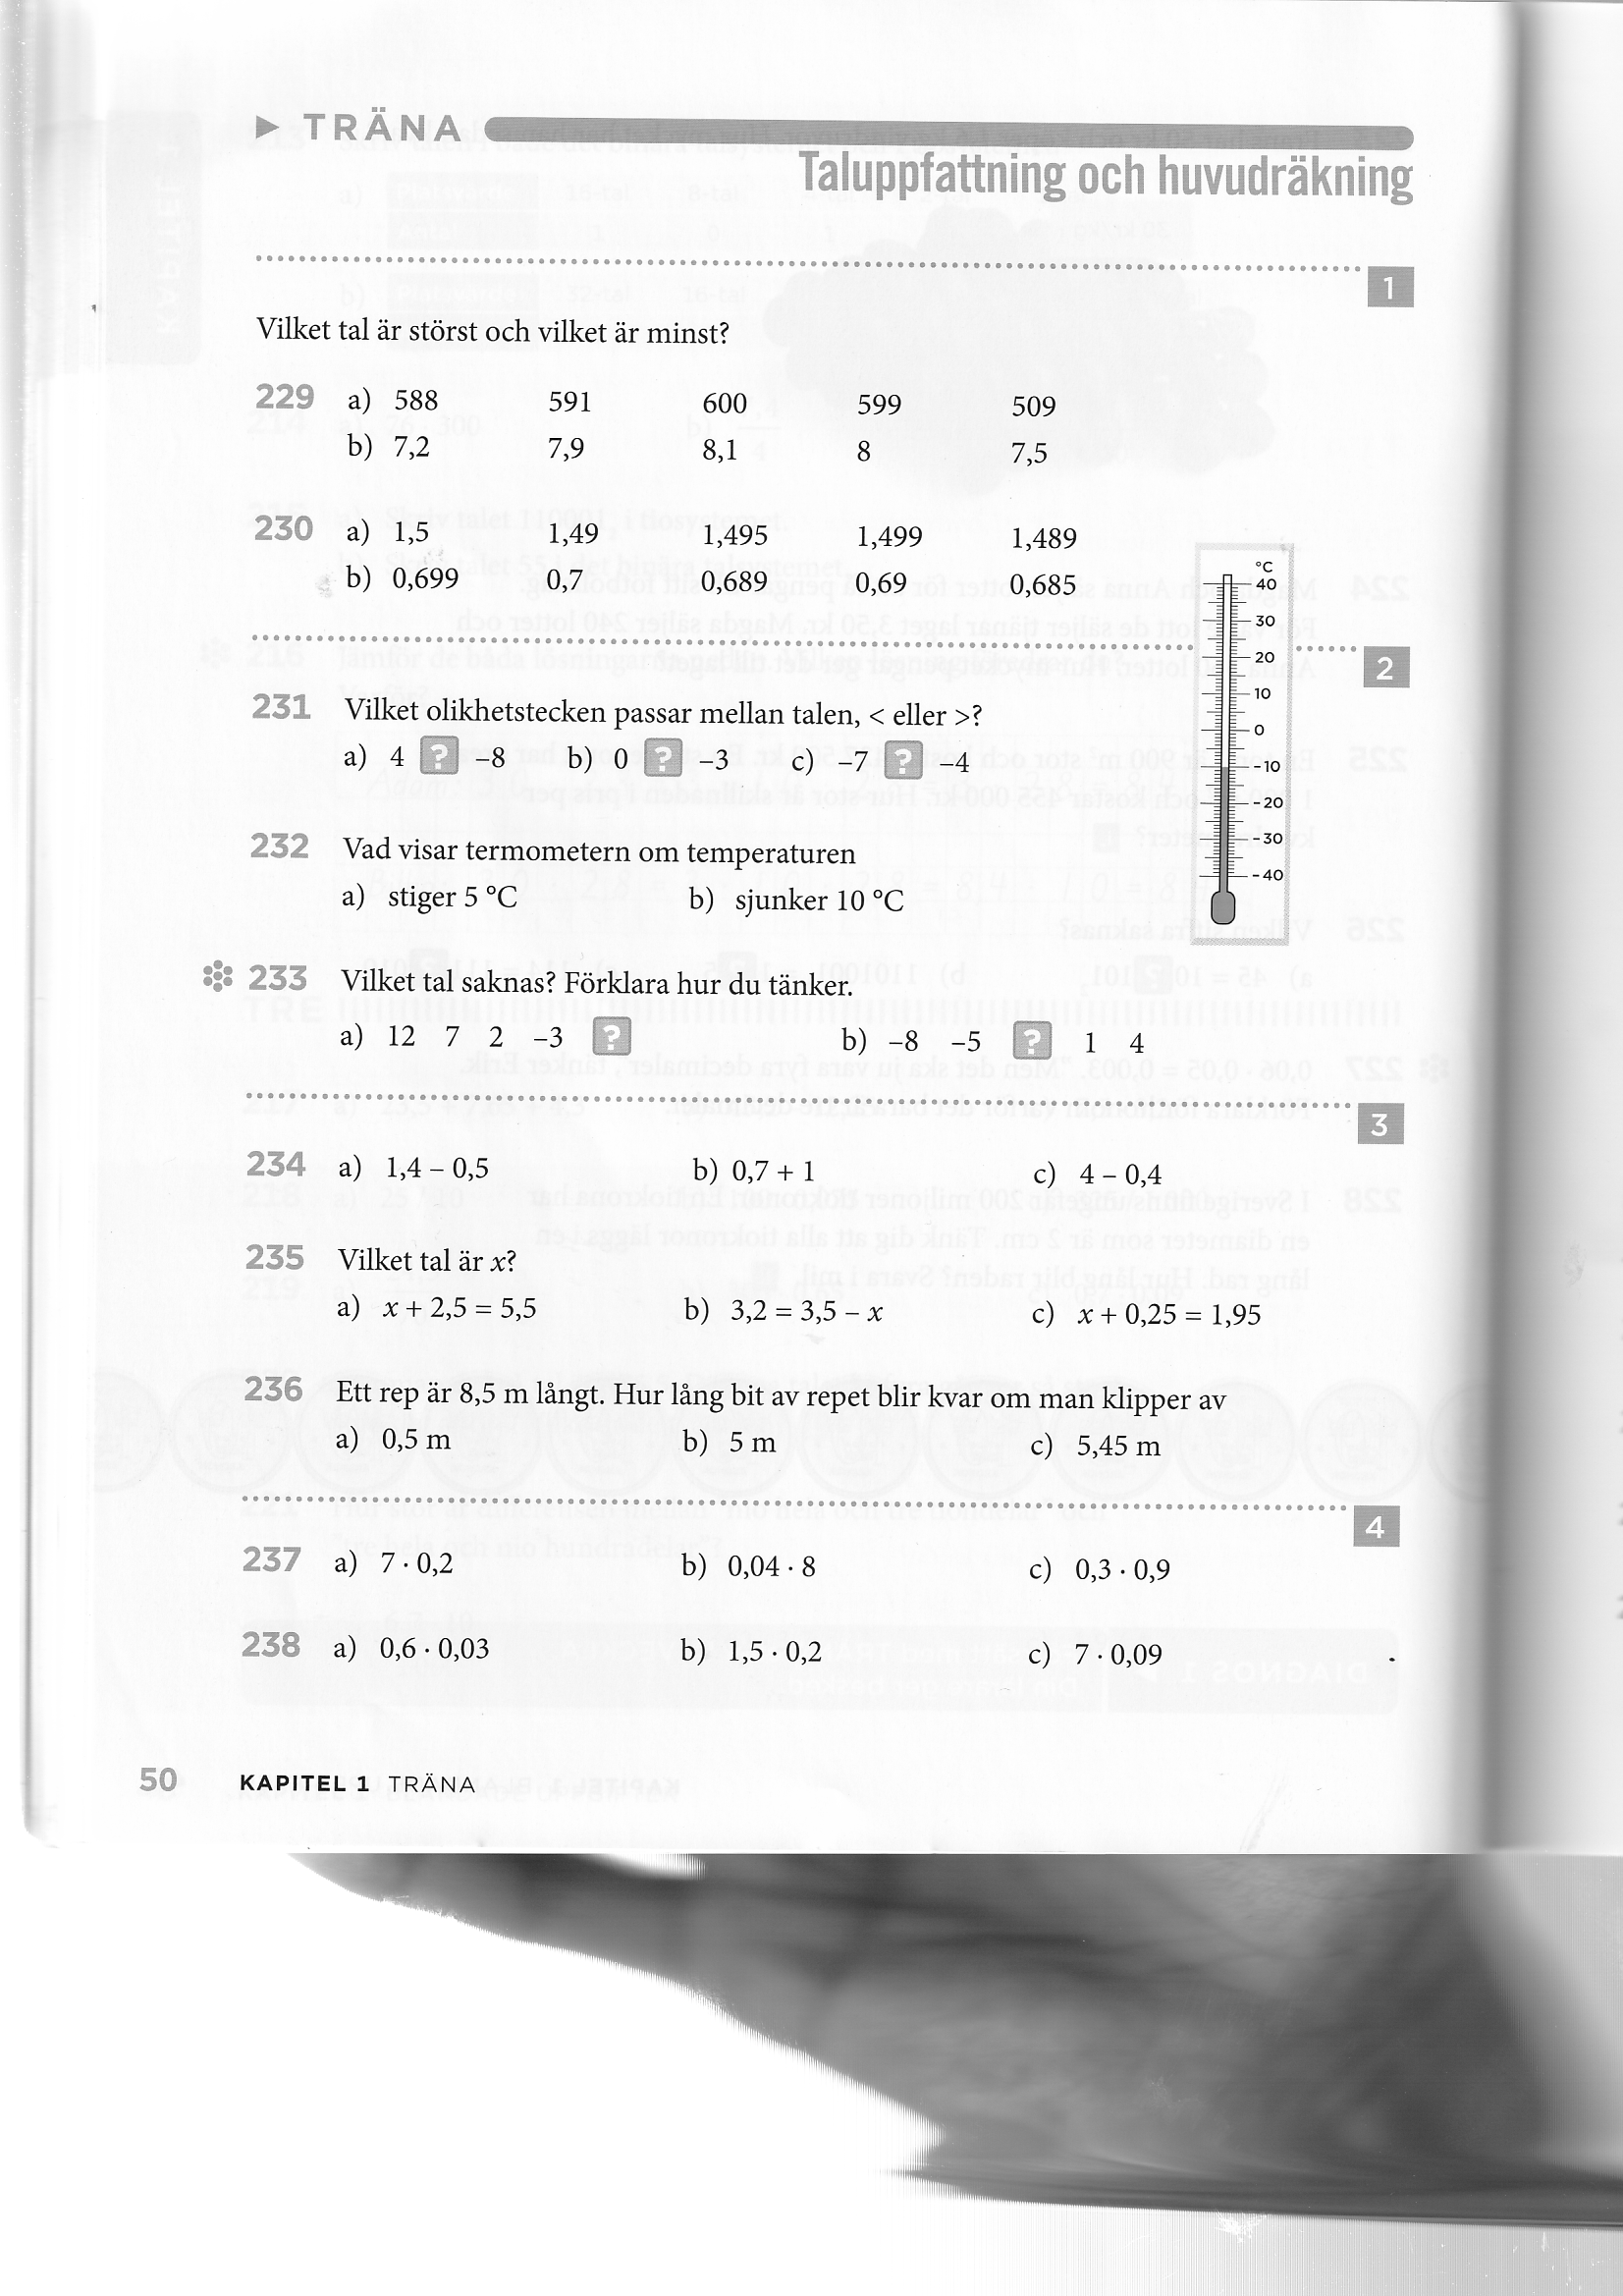 ▶ TRÄNA
Taluppfattning och huvudräkning
1
Vilket tal är störst och vilket är minst?
229 a) 588 591 600 599 509
b) 7,2 7,9 8,1 8 7,5
230 a) 1,5 1,49 1,495 1,499 1,489
b) 0,699 0,7 0,689 0,69 0,685
°C
40
30
20
10
0
-10
-20
-30
-40
2
231 Vilket olikhetstecken passar mellan talen, < eller >?
a) 4 ? –8 b) 0 ? –3 c) –7 ? –4
232 Vad visar termometern om temperaturen
a) stiger 5 °C b) sjunker 10 °C
233 Vilket tal saknas? Förklara hur du tänker.
a) 12 7 2 –3 ? b) –8 –5 ? 1 4
3
234 a) 1,4 – 0,5 b) 0,7 + 1 c) 4 – 0,4
235 Vilket tal är x?
a) x + 2,5 = 5,5 b) 3,2 = 3,5 – x c) x + 0,25 = 1,95
236 Ett rep är 8,5 m långt. Hur lång bit av repet blir kvar om man klipper av
a) 0,5 m b) 5 m c) 5,45 m
4
237 a) 7 · 0,2 b) 0,04 · 8 c) 0,3 · 0,9
238 a) 0,6 · 0,03 b) 1,5 · 0,2 c) 7 · 0,09
50 KAPITEL 1 TRÄNA